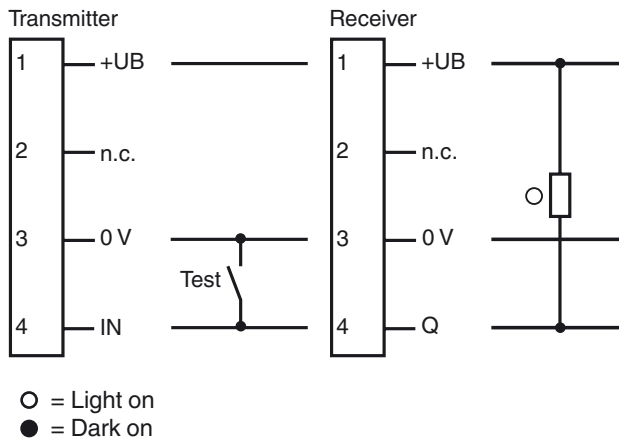 Transmitter
1 +UB
2 n.c.
3 0 V
Test
4 IN
Receiver
1 +UB
2 n.c.
3 0 V
4 Q
= Light on
= Dark on